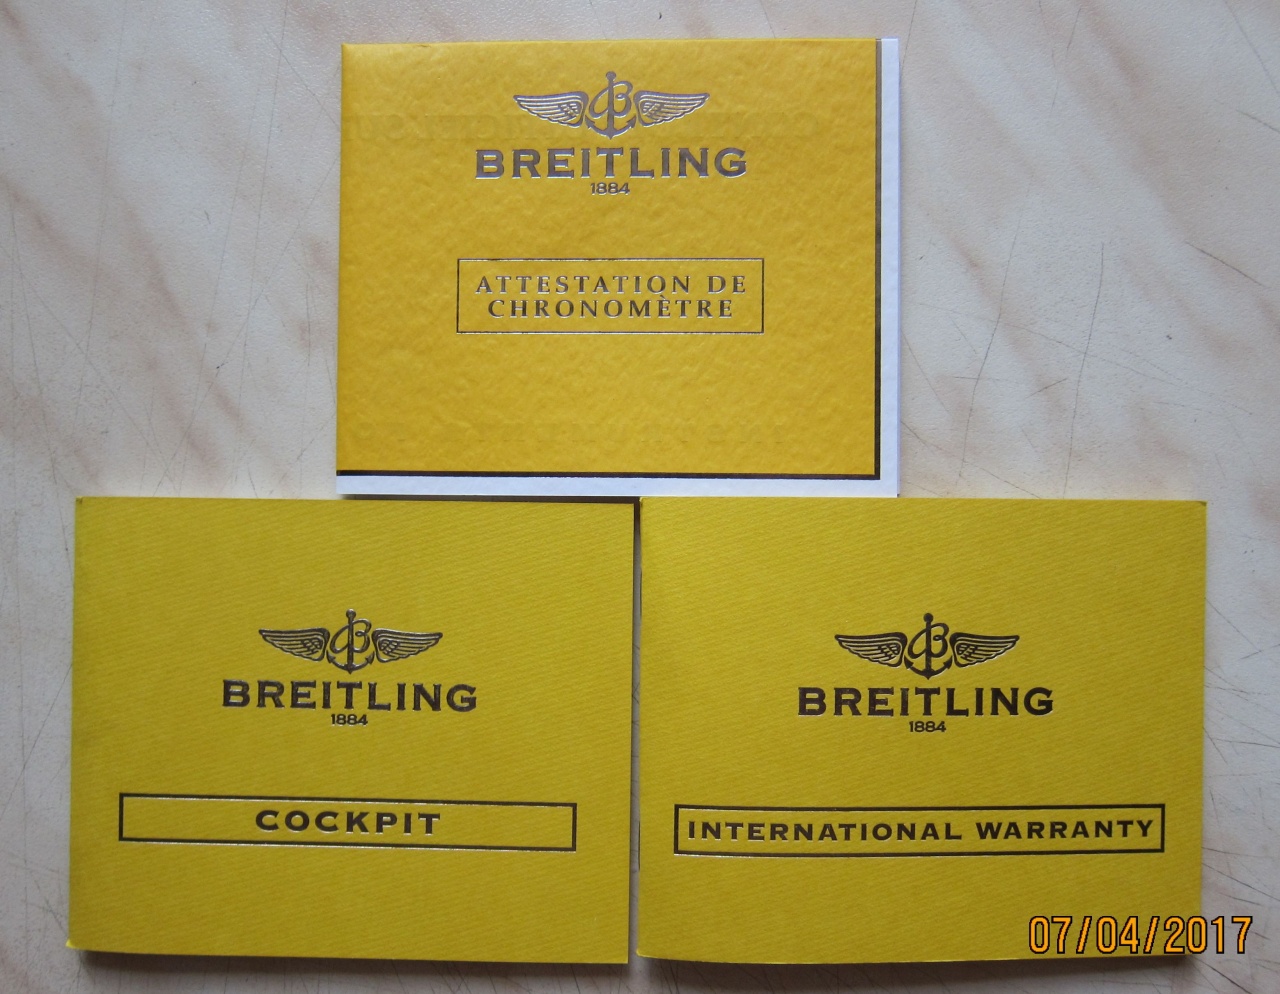 BREITLING
1884
ATTESTATION DE
CHRONOMÈTRE
BREITLING
1884
COCKPIT
BREITLING
1884
INTERNATIONAL WARRANTY
07/04/2017